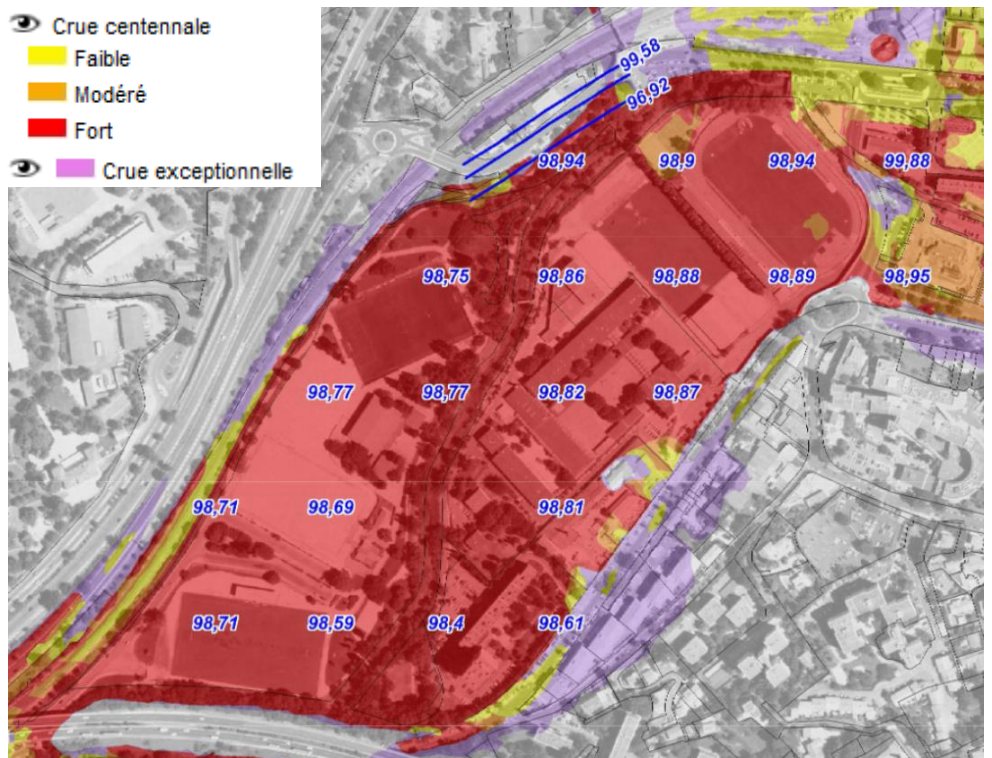 Crue centennale
Faible
Modéré
Fort
Crue exceptionnelle
99,58
96,92
98,94 98,9 98,94 99,88
98,75 98,86 98,88 98,89 98,95
98,77 98,77 98,82 98,87
98,71 98,69 98,81
98,71 98,59 98,4 98,61